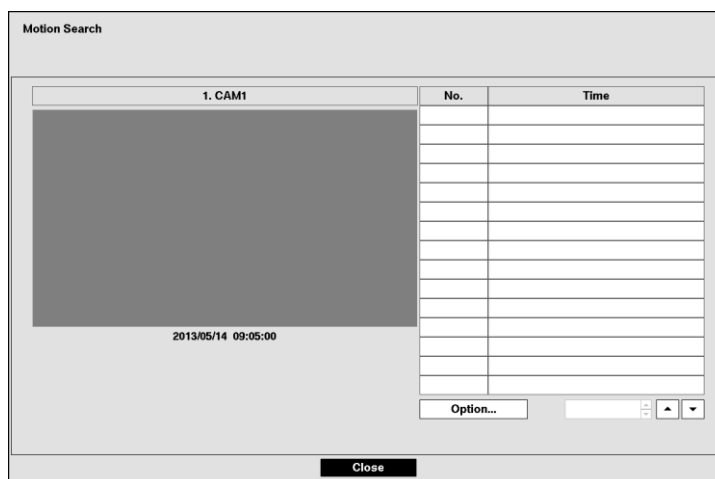 Motion Search
1. CAM1
No. Time
2013/05/14 09:05:00
Option...
Close